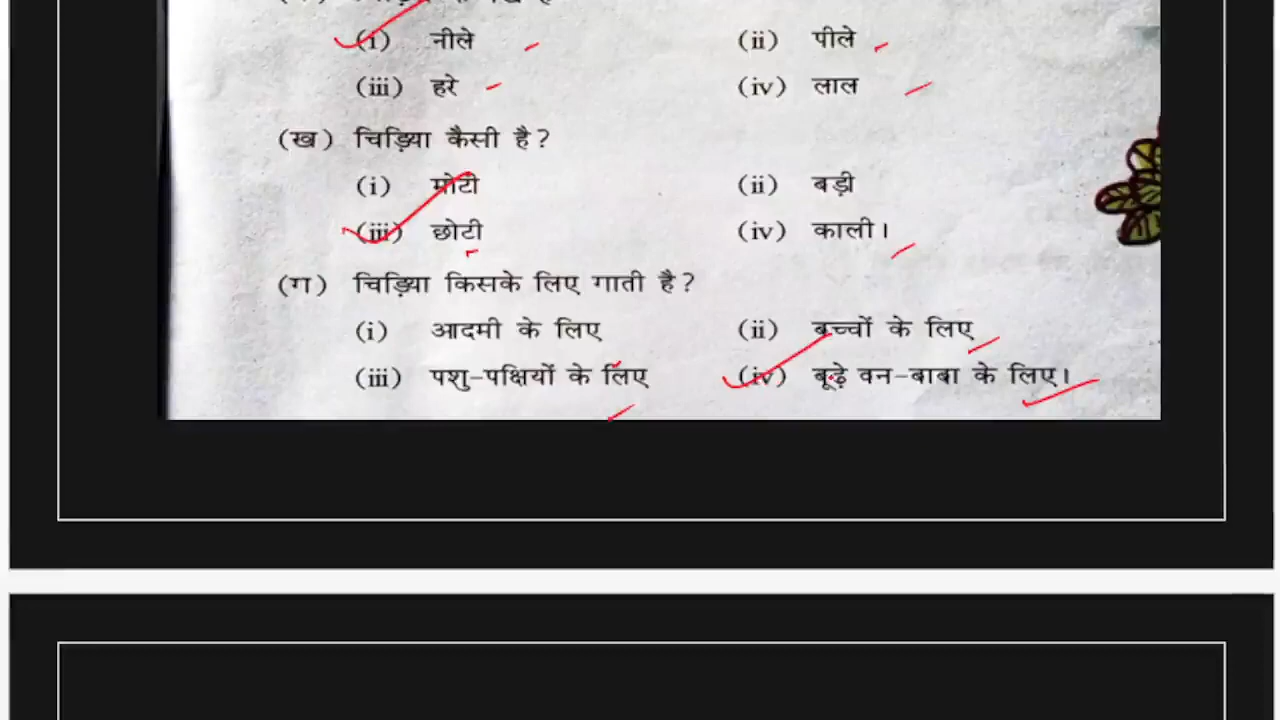 (i) नीले (ii) पीले
(iii) हरे (iv) लाल
(ख) चिड़िया कैसी है?
(i) मोटी (ii) बड़ी
(iii) छोटी (iv) काली।
(ग) चिड़िया किसके लिए गाती है?
(i) आदमी के लिए (ii) बच्चों के लिए
(iii) पशु-पक्षियों के लिए (iv) बूढ़े वन-बाबा के लिए।